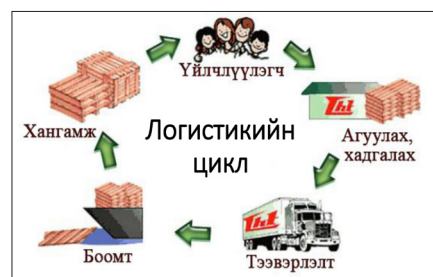 Үйлчлүүлэгч
Хангамж
Логистикийн
цикл
Агуулах,
хадгалах
Боомт
Тээвэрлэлт